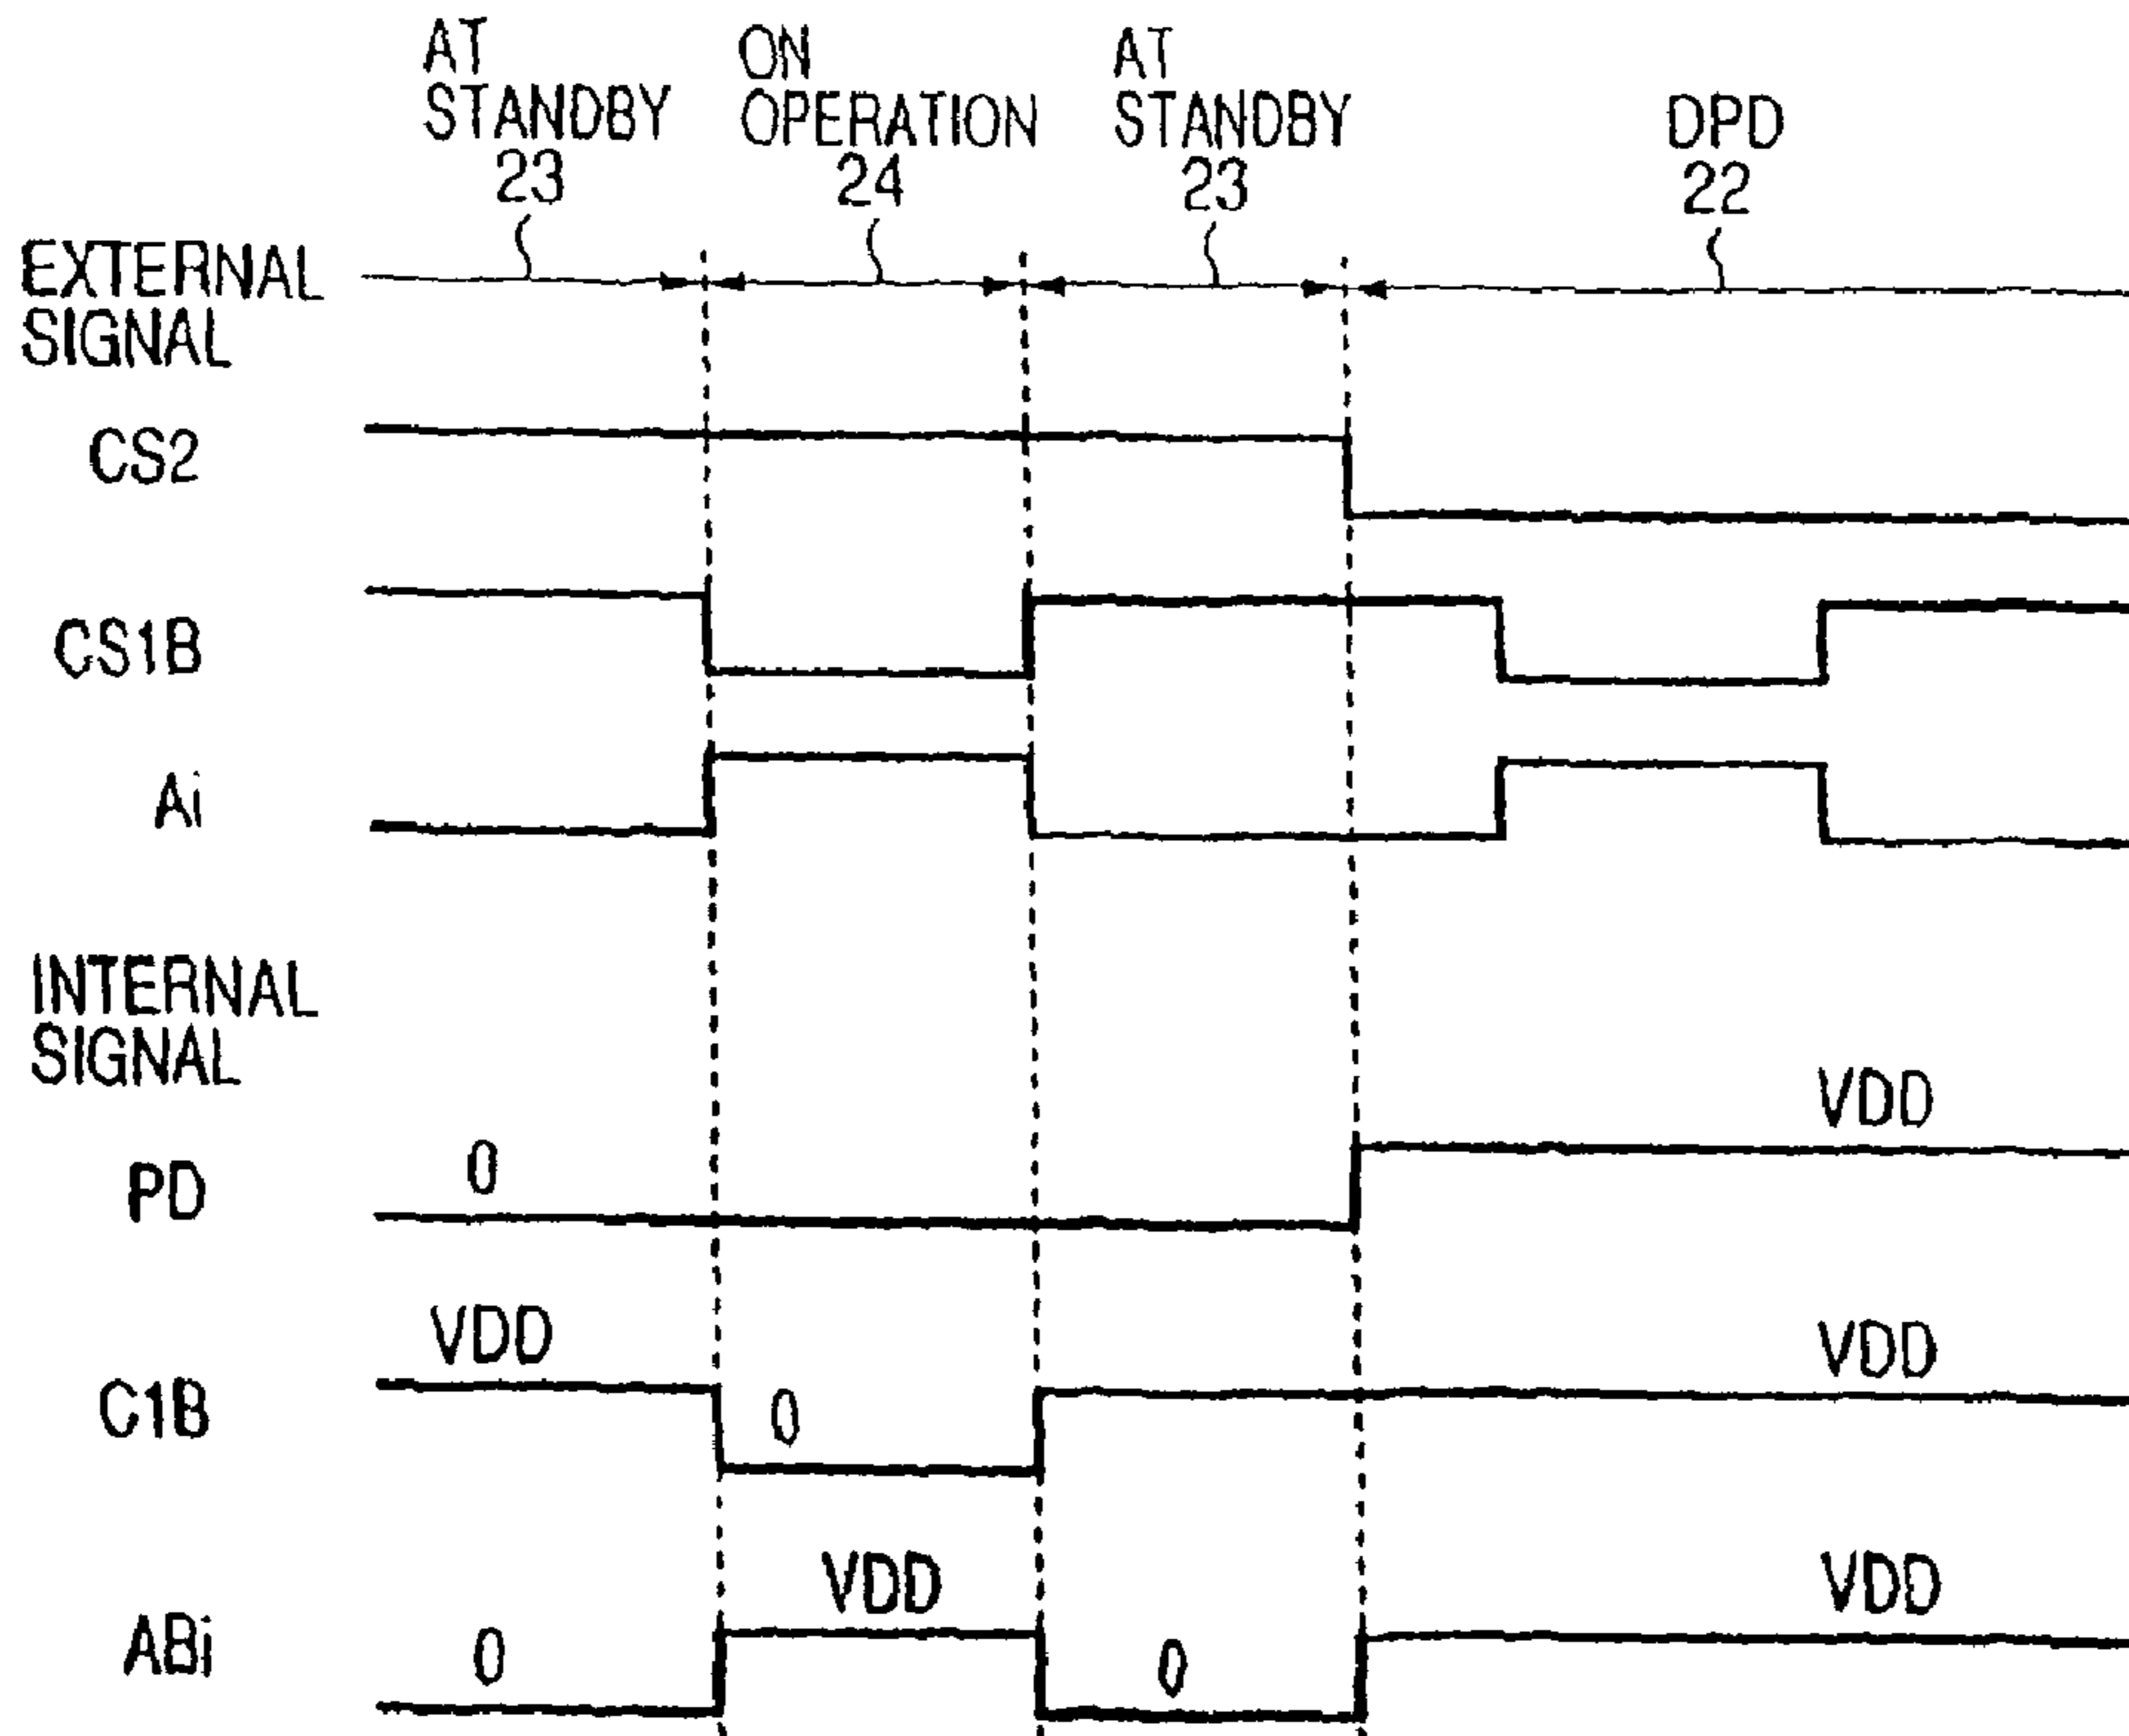 AT
STANDBY
23
ON
OPERATION
24
AT
STANDBY
23
DPD
22
EXTERNAL
SIGNAL
CS2
CS1B
Ai
INTERNAL
SIGNAL
VDD
PD
0
VDD
VDD
C1B
0
VDD
VDD
ABi
0
0